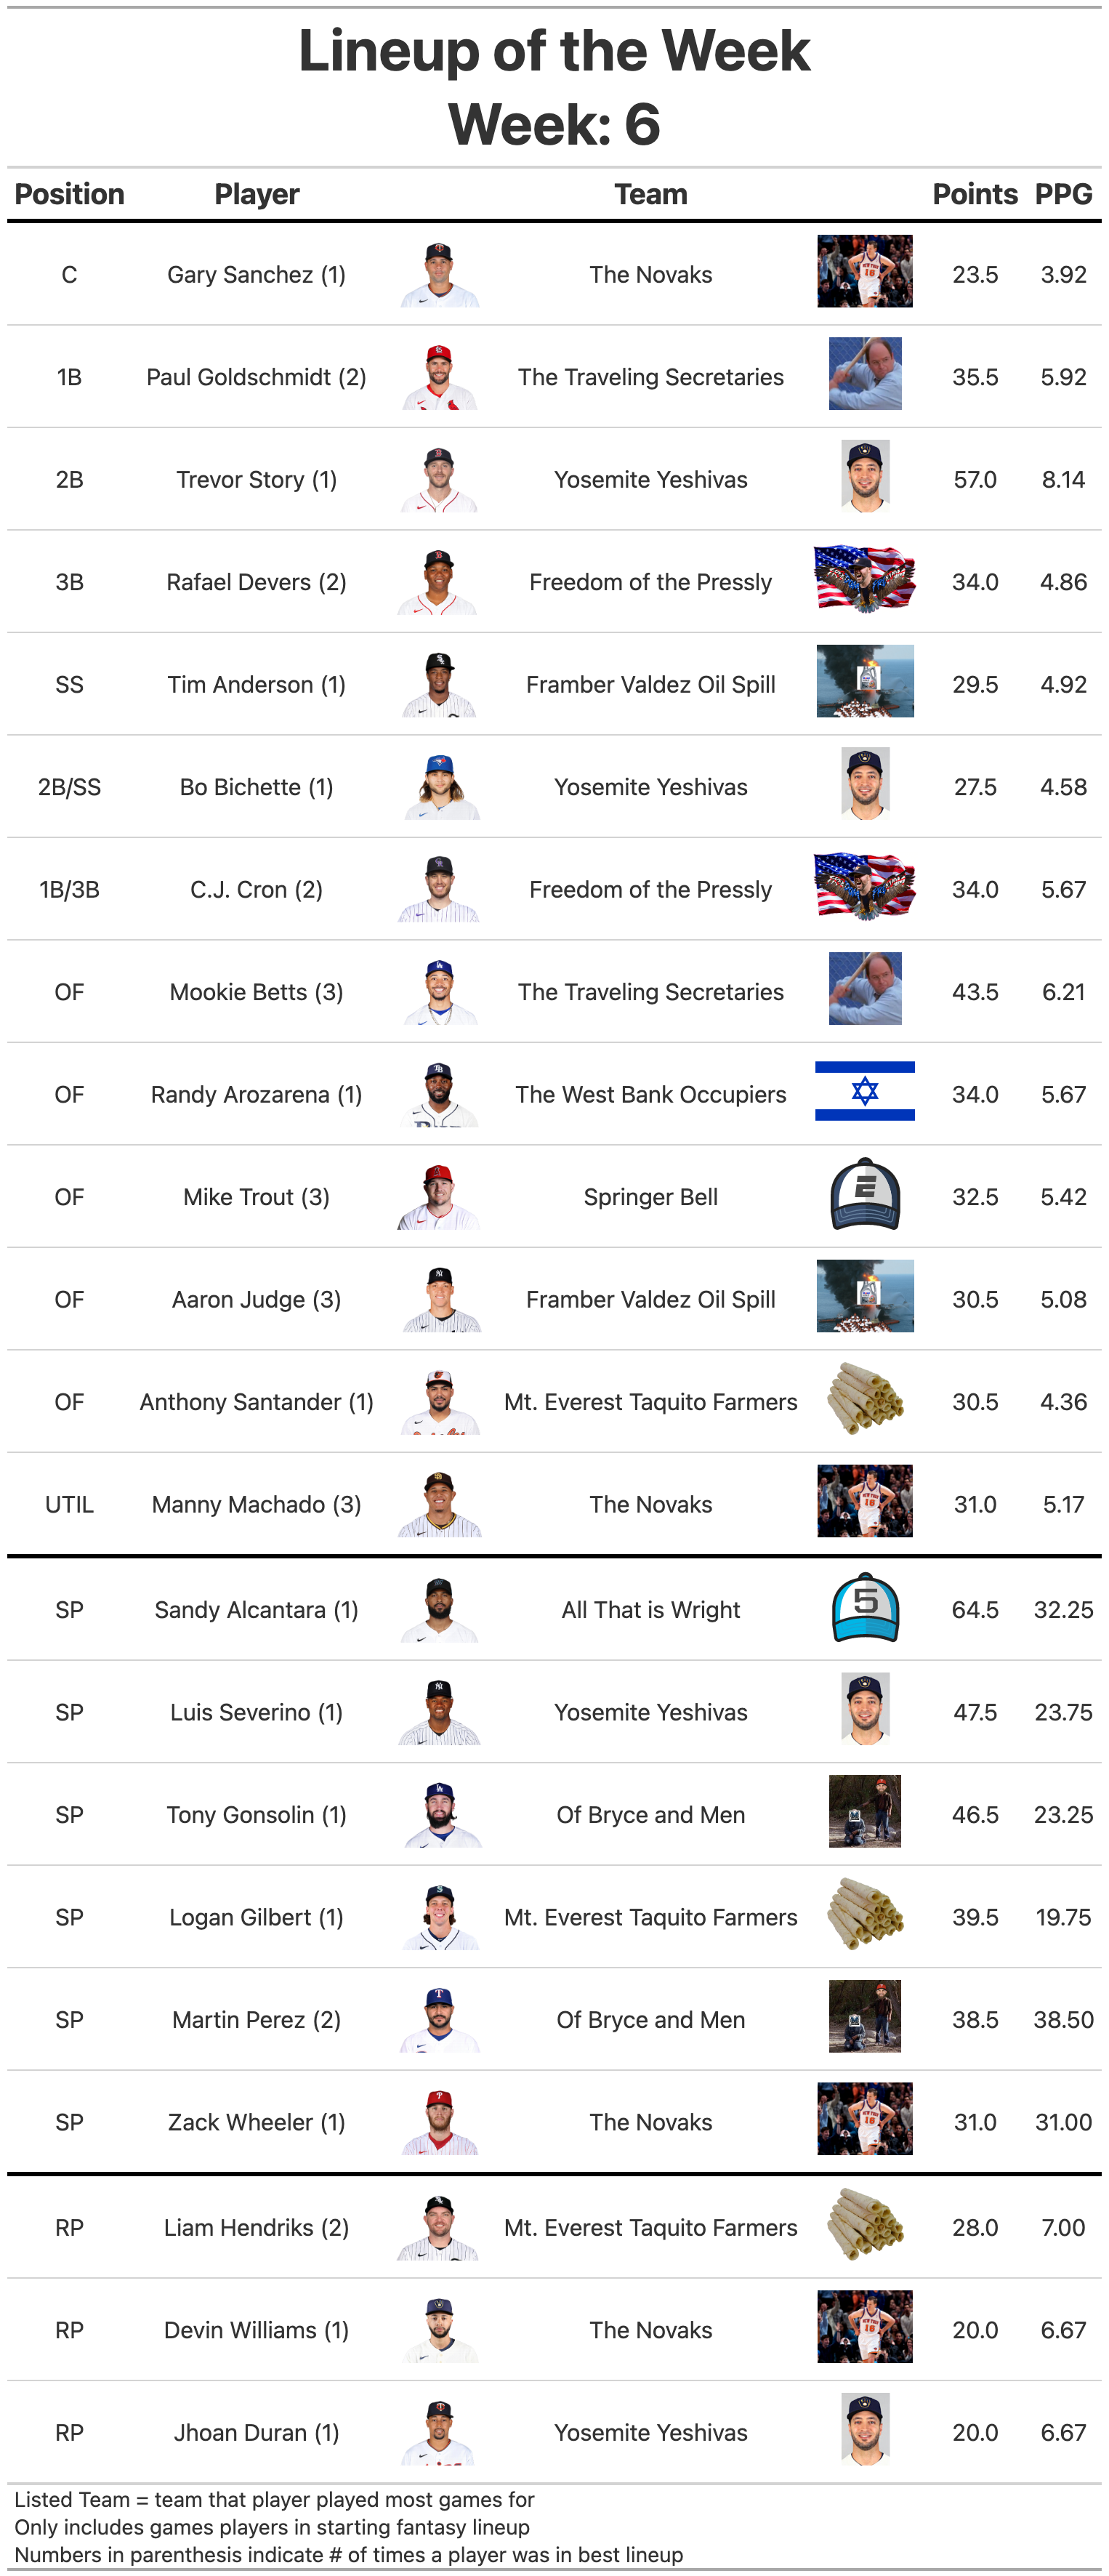 Lineup of the Week
Week: 6
Position Player Team Points PPG
C Gary Sanchez (1) The Novaks 23.5 3.92
1B Paul Goldschmidt (2) The Traveling Secretaries 35.5 5.92
2B Trevor Story (1) Yosemite Yeshivas 57.0 8.14
3B Rafael Devers (2) Freedom of the Pressly 34.0 4.86
SS Tim Anderson (1) Framber Valdez Oil Spill 29.5 4.92
2B/SS Bo Bichette (1) Yosemite Yeshivas 27.5 4.58
1B/3B C.J. Cron (2) Freedom of the Pressly 34.0 5.67
OF Mookie Betts (3) The Traveling Secretaries 43.5 6.21
OF Randy Arozarena (1) The West Bank Occupiers 34.0 5.67
OF Mike Trout (3) Springer Bell 32.5 5.42
OF Aaron Judge (3) Framber Valdez Oil Spill 30.5 5.08
OF Anthony Santander (1) Mt. Everest Taquito Farmers 30.5 4.36
UTIL Manny Machado (3) The Novaks 31.0 5.17
SP Sandy Alcantara (1) All That is Wright 5 64.5 32.25
SP Luis Severino (1) Yosemite Yeshivas 47.5 23.75
SP Tony Gonsolin (1) Of Bryce and Men 46.5 23.25
SP Logan Gilbert (1) Mt. Everest Taquito Farmers 39.5 19.75
SP Martin Perez (2) Of Bryce and Men 38.5 38.50
SP Zack Wheeler (1) The Novaks 31.0 31.00
RP Liam Hendriks (2) Mt. Everest Taquito Farmers 28.0 7.00
RP Devin Williams (1) The Novaks 20.0 6.67
RP Jhoan Duran (1) Yosemite Yeshivas 20.0 6.67
Listed Team = team that player played most games for
Only includes games players in starting fantasy lineup
Numbers in parenthesis indicate # of times a player was in best lineup